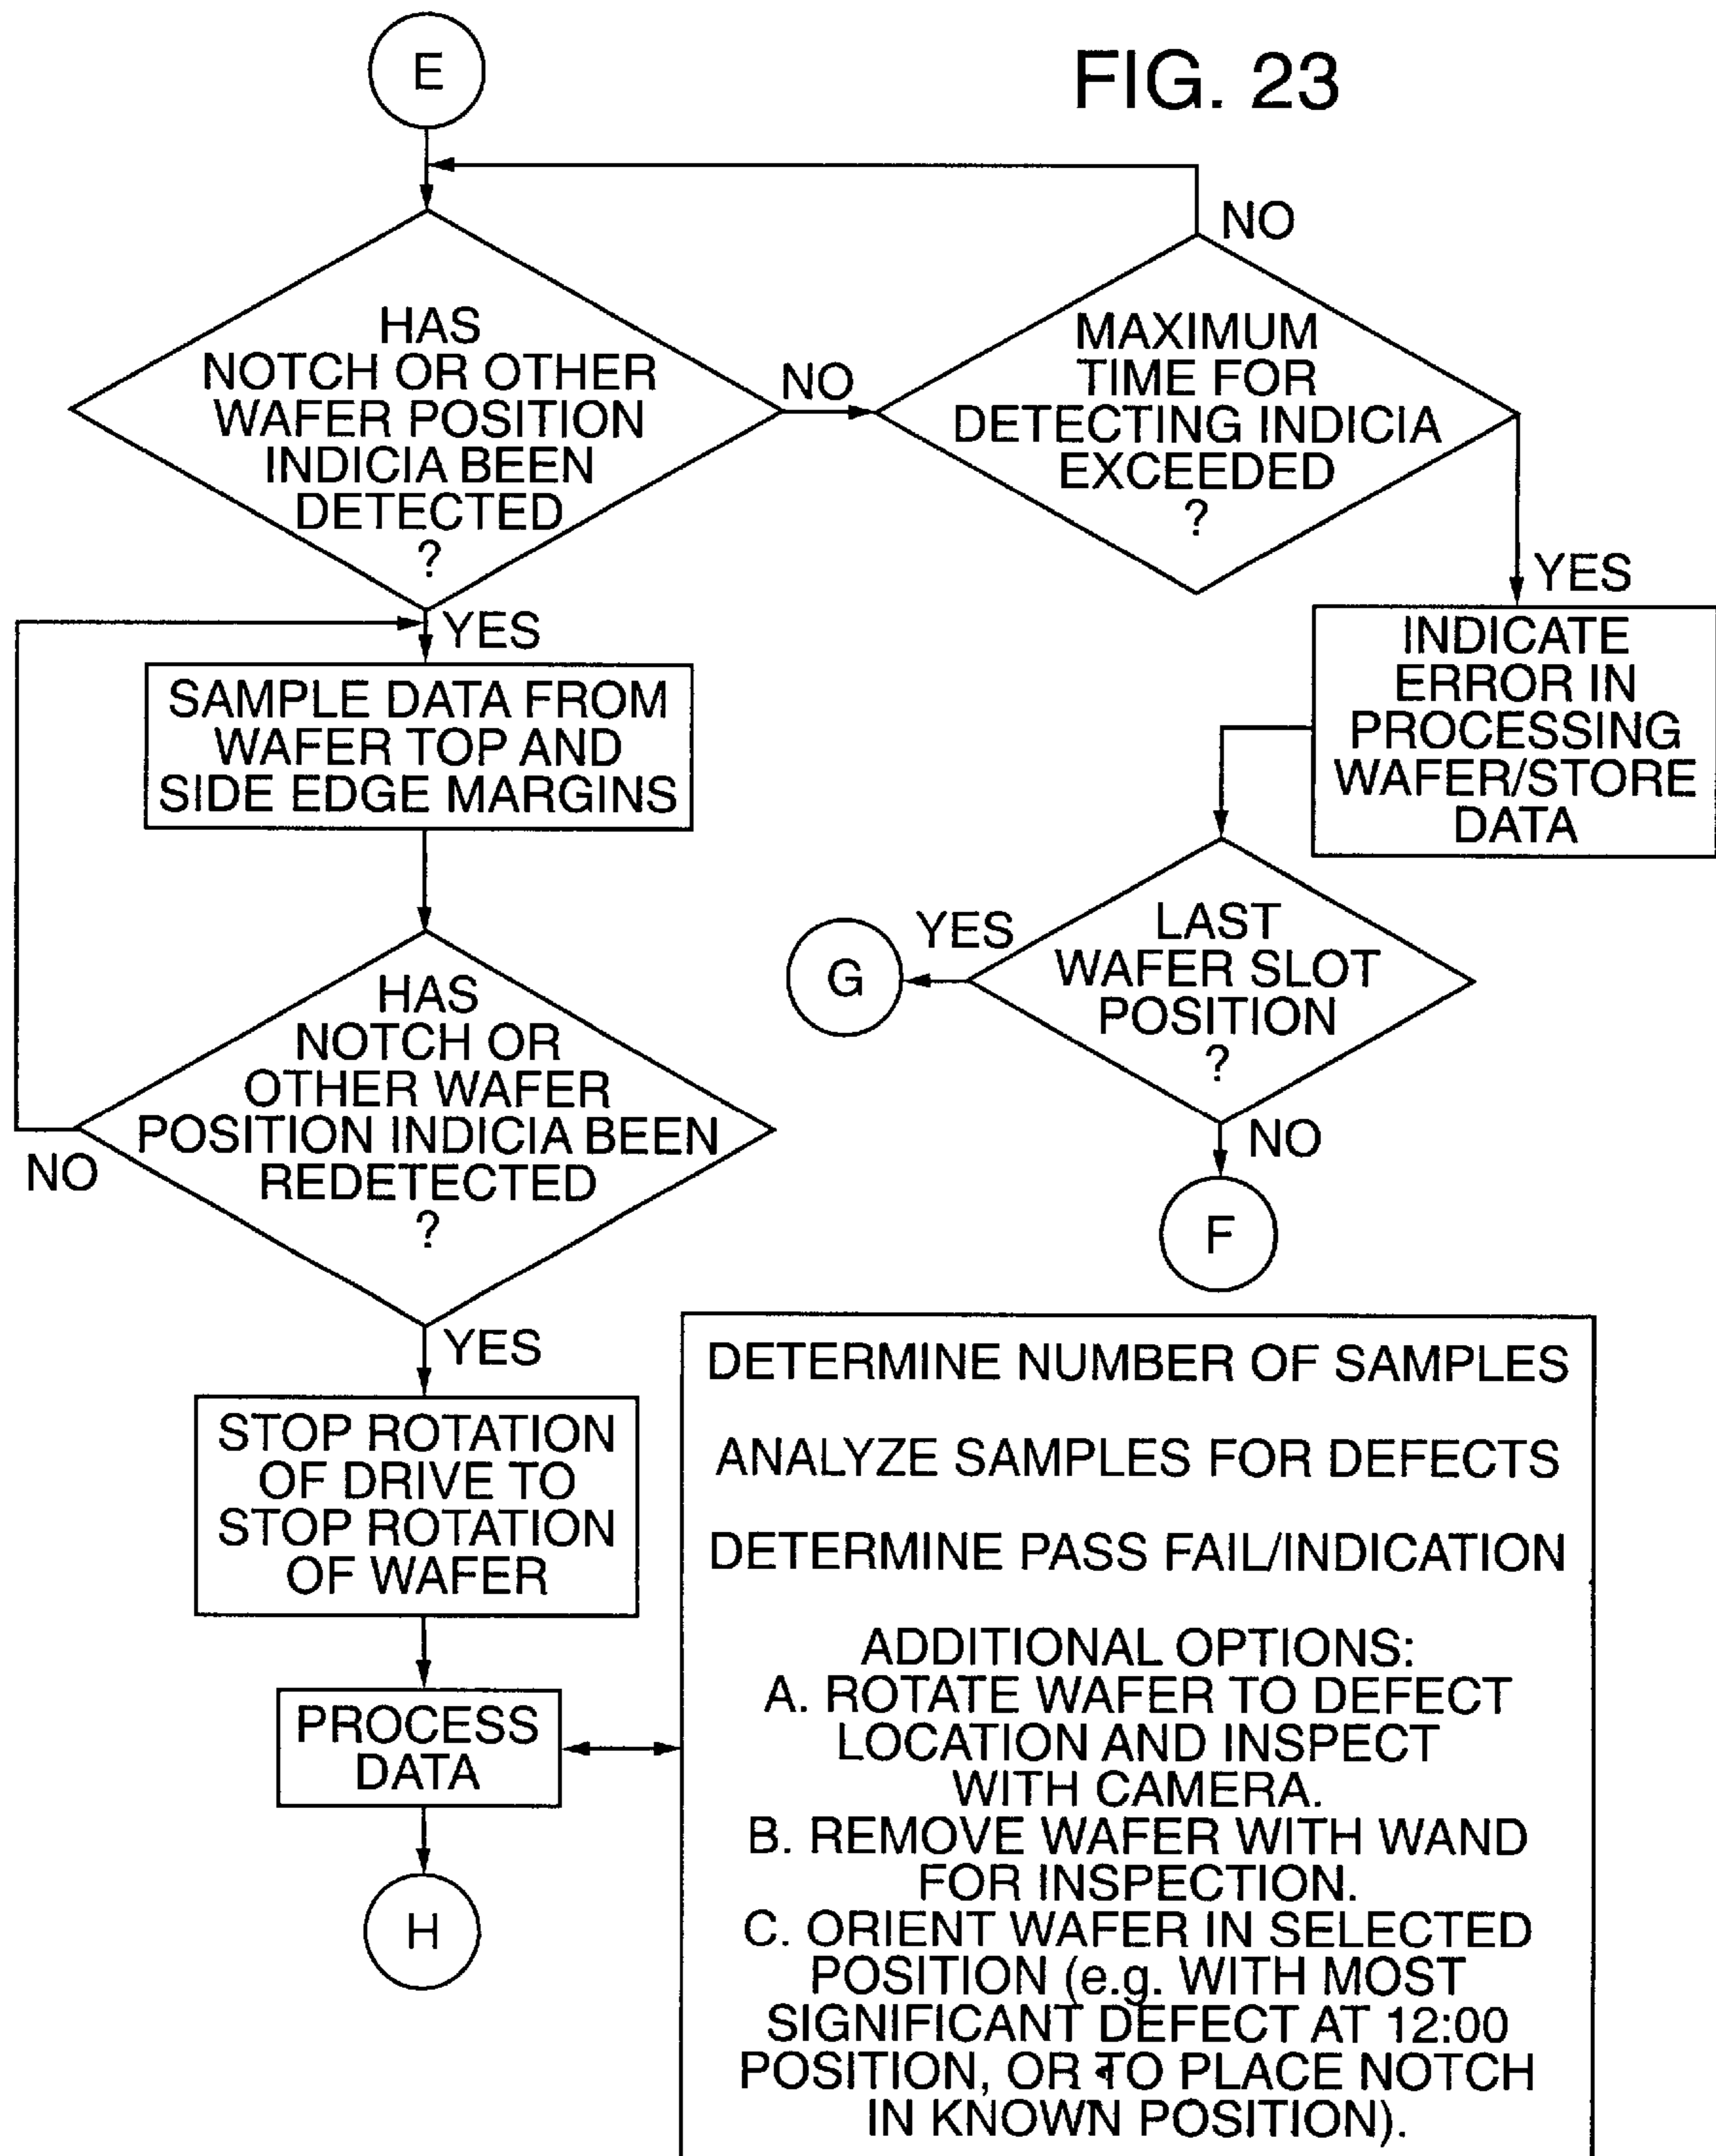 E
FIG. 23
HAS
NOTCH OR OTHER
WAFER POSITION
INDICIA BEEN
DETECTED
?
NO
MAXIMUM
TIME FOR
DETECTING INDICIA
EXCEEDED
?
NO
YES
YES
SAMPLE DATA FROM
WAFER TOP AND
SIDE EDGE MARGINS
INDICATE
ERROR IN
PROCESSING
WAFER/STORE
DATA
HAS
NOTCH OR
OTHER WAFER
POSITION INDICIA BEEN
REDETECTED
?
NO
LAST
WAFER SLOT
POSITION
?
YES
G
NO
F
YES
STOP ROTATION
OF DRIVE TO
STOP ROTATION
OF WAFER
PROCESS
DATA
H
DETERMINE NUMBER OF SAMPLES
ANALYZE SAMPLES FOR DEFECTS
DETERMINE PASS FAIL/INDICATION
ADDITIONAL OPTIONS:
A. ROTATE WAFER TO DEFECT
LOCATION AND INSPECT
WITH CAMERA.
B. REMOVE WAFER WITH WAND
FOR INSPECTION.
C. ORIENT WAFER IN SELECTED
POSITION (e.g. WITH MOST
SIGNIFICANT DEFECT AT 12:00
POSITION, OR TO PLACE NOTCH
IN KNOWN POSITION).